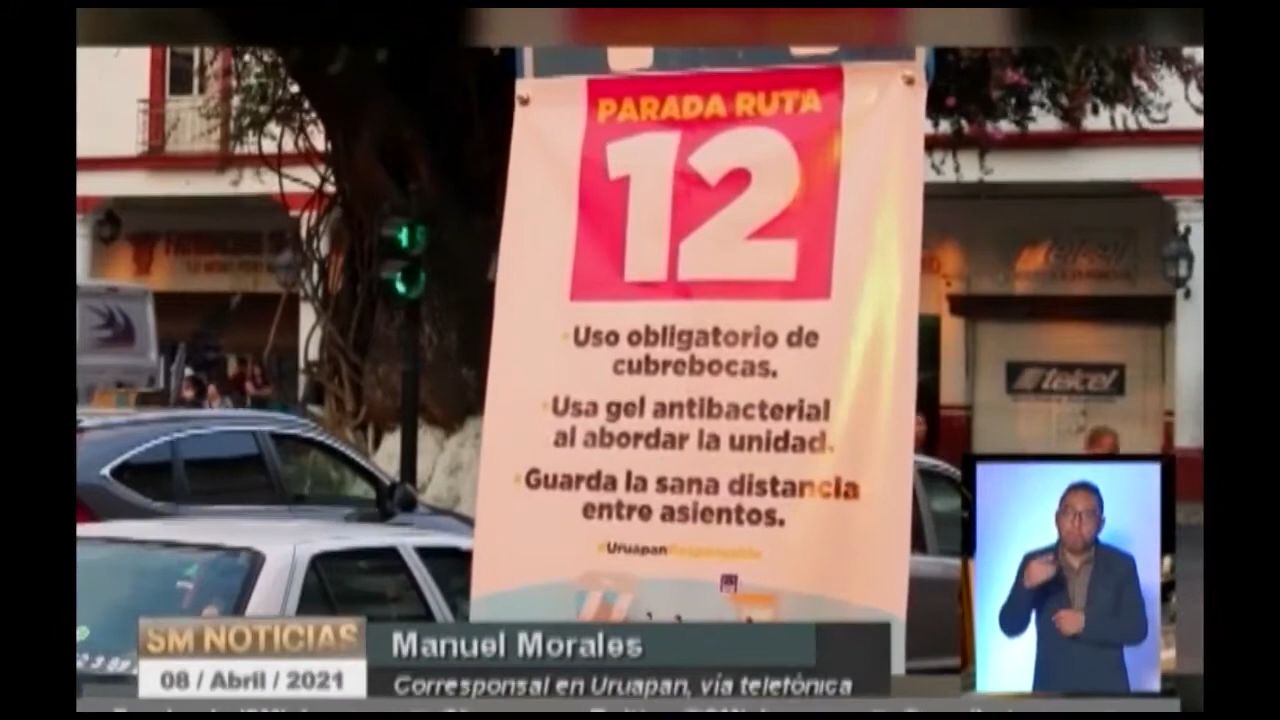 PARADA RUTA
12
Uso obligatorio de
cubrebocas.
Usa gel antibacterial
al abordar la unidad.
Guarda la sana distancia
entre asientos.
#UruapanResponsable
telcel
telcel
SM NOTICIAS
08 / Abril / 2021
Manuel Morales
Corresponsal en Uruapan, vía telefónica